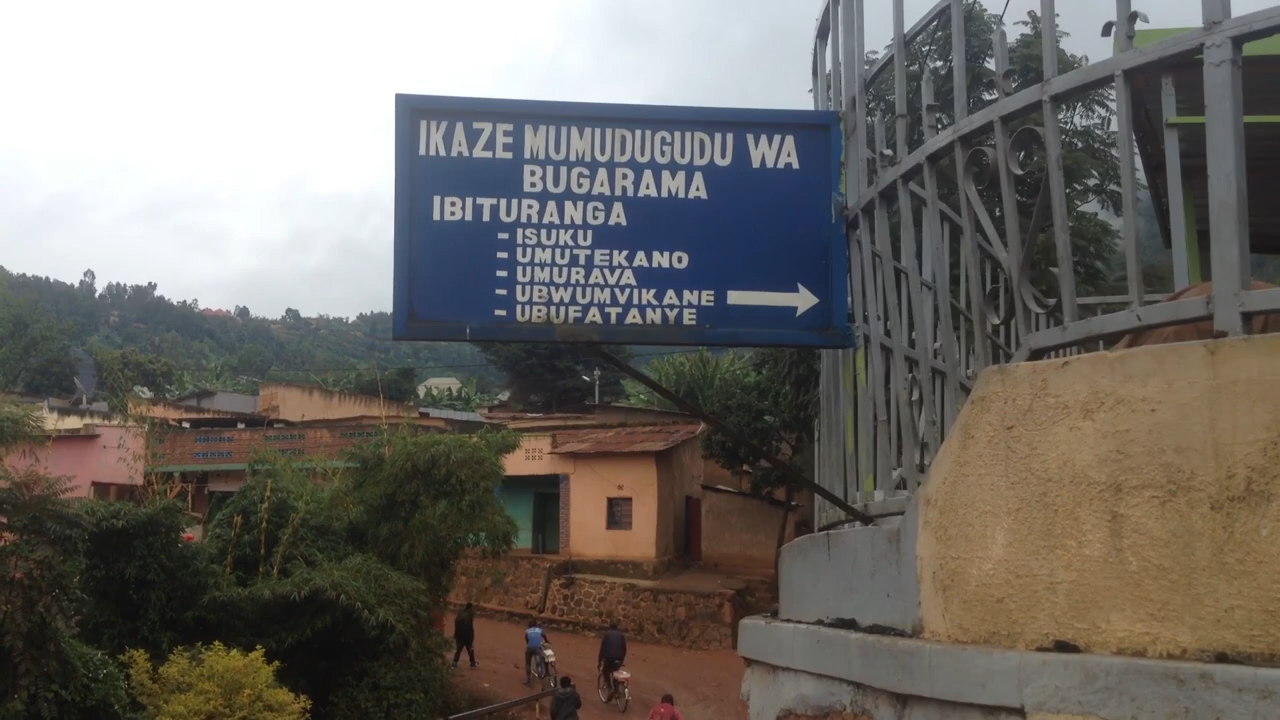 IKAZE MUMUDUGUDU WA
BUGARAMA
IBITURANGA
- ISUKU
- UMUTEKANO
- UMURAVA
- UBWUMVIKANE
- UBUFATANYE